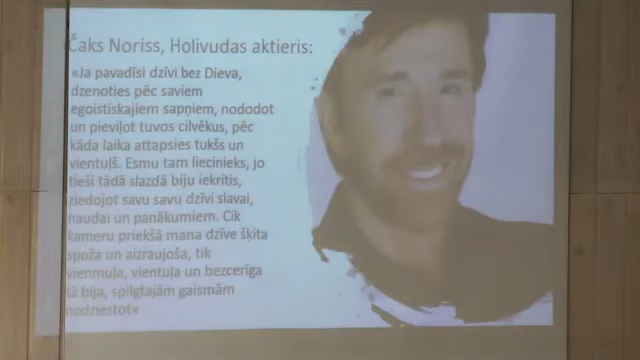 Čaks Noriss, Holivudas aktieris:
«Ja pavadīsi dzīvi bez Dieva,
dzenoties pēc saviem
egoistiskajiem sapņiem, nododot
un pieviļot tuvos cilvēkus, pēc
kāda laika attapsies tukšs un
vientuļš. Esmu tam liecinieks, jo
tieši tādā slazdā biju iekritis,
ziedojot savu savu dzīvi slavai,
naudai un panākumiem. Cik
kameru priekšā mana dzīve šķita
spoža un aizraujoša, tik
vienmuļa, vientuļa un bezcerīga
tā bija, spilgtajām gaismām
nodziestot»